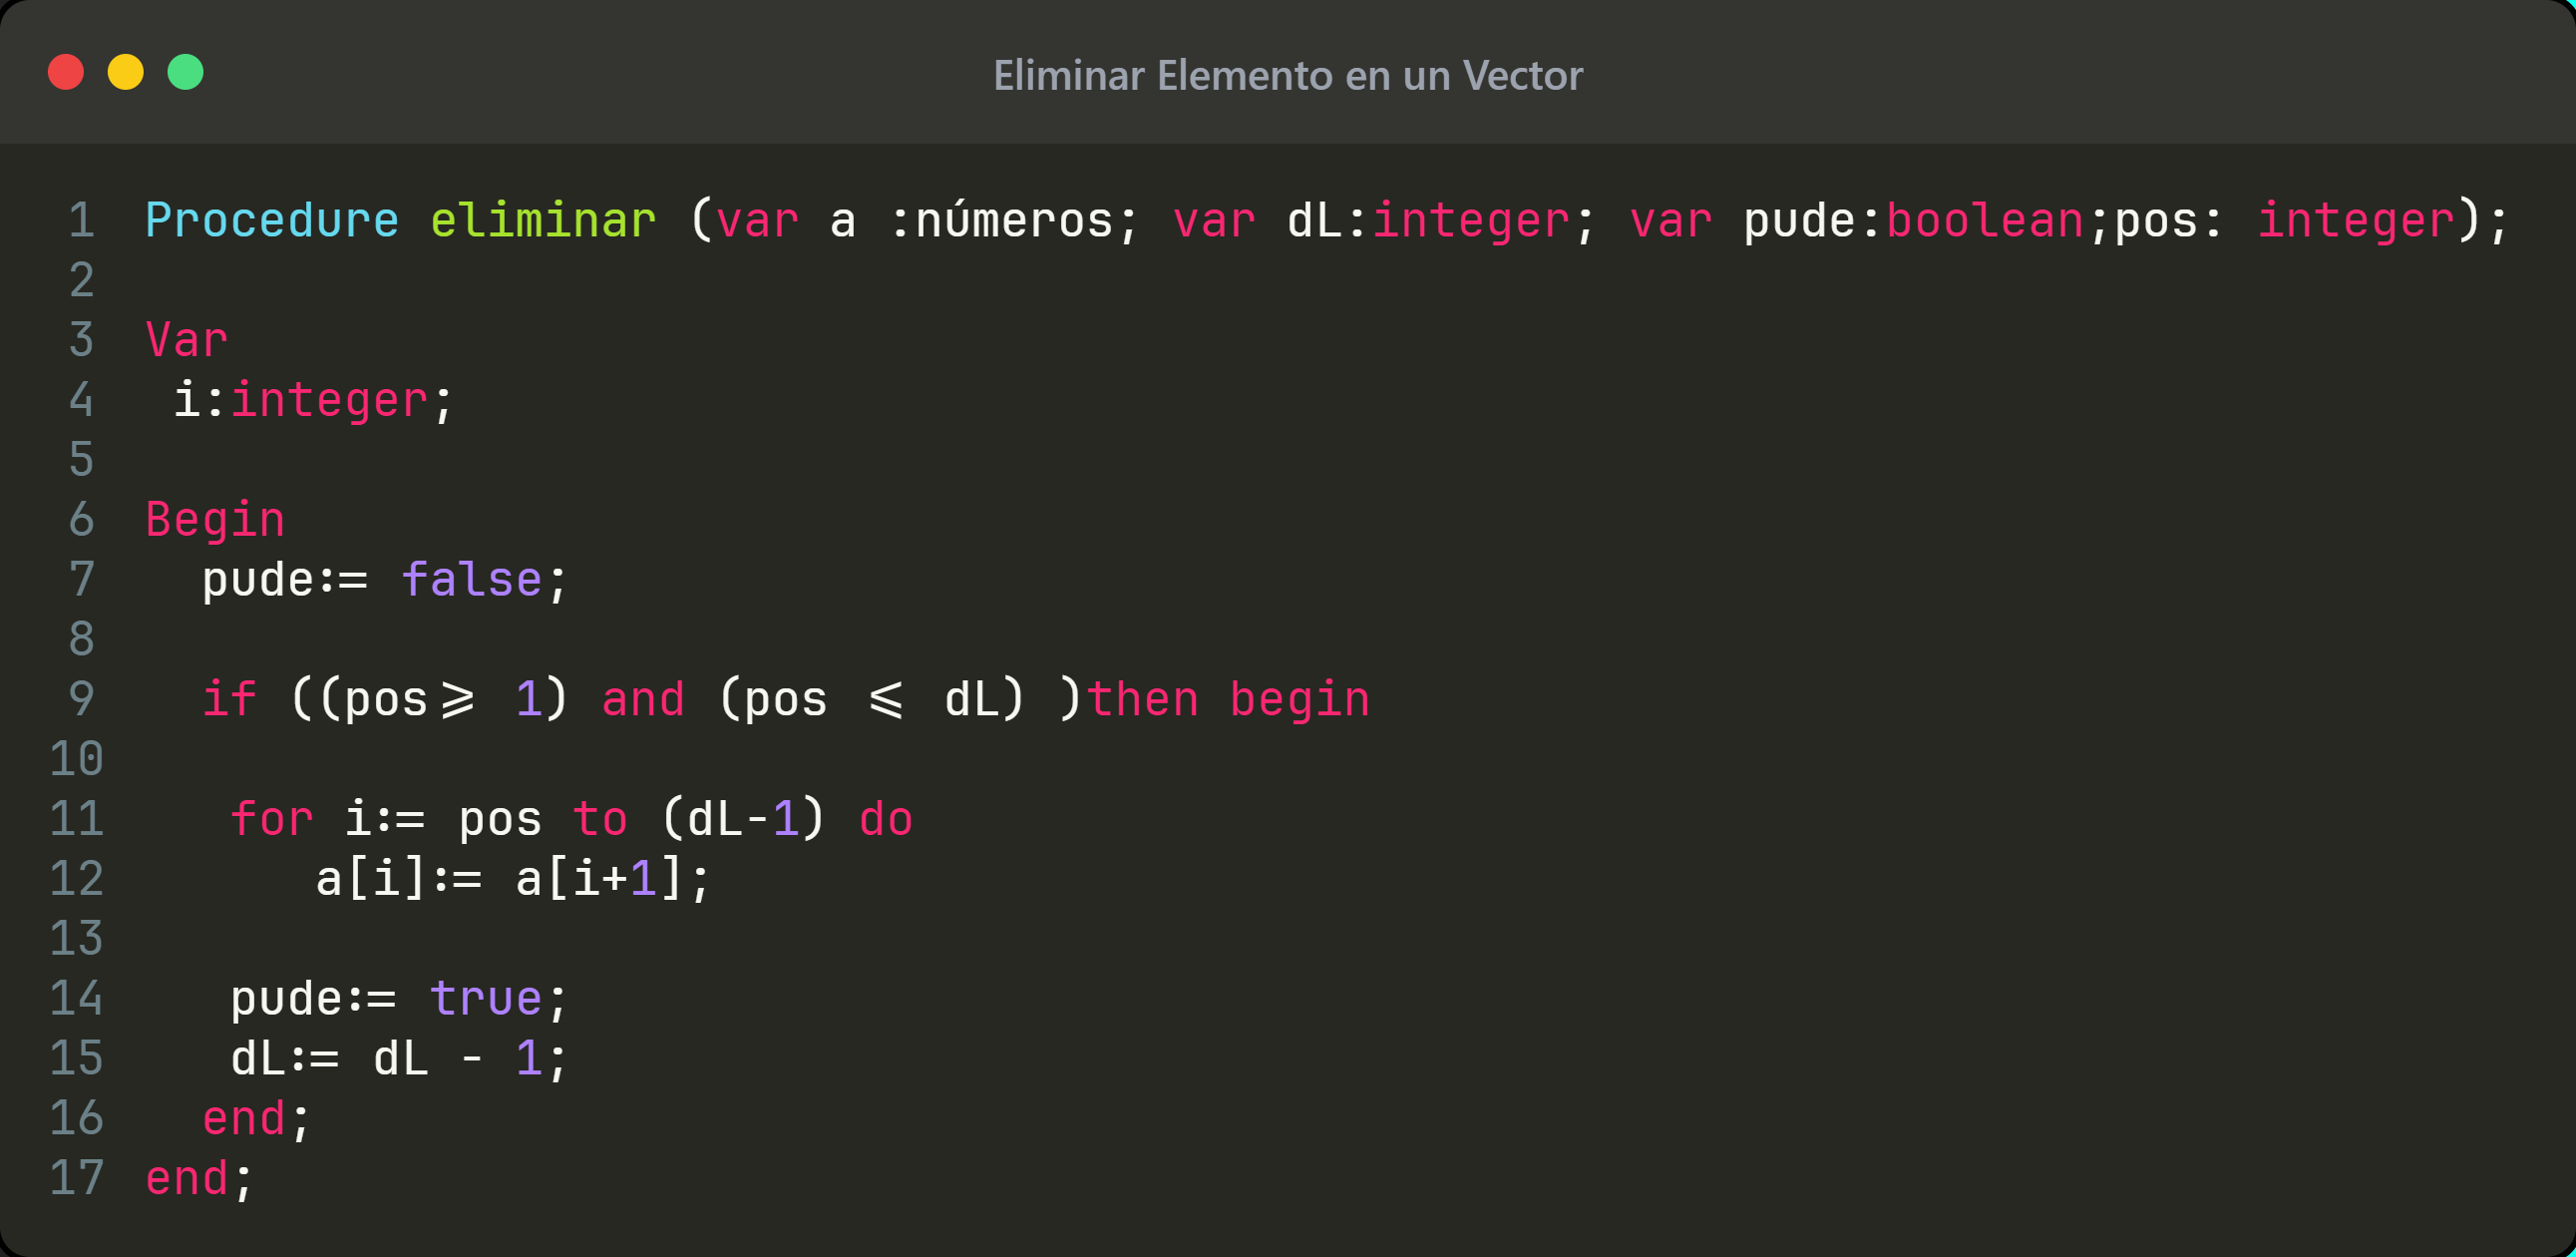 Eliminar Elemento en un Vector
1 Procedure eliminar (var a :números; var dL:integer; var pude:boolean;pos: integer);
2
3 Var
4  i:integer;
5
6 Begin
7   pude:= false;
8
9   if ((pos>= 1) and (pos <= dL) )then begin
10
11    for i:= pos to (dL-1) do
12       a[i]:= a[i+1];
13
14    pude:= true;
15    dL:= dL - 1;
16   end;
17 end;